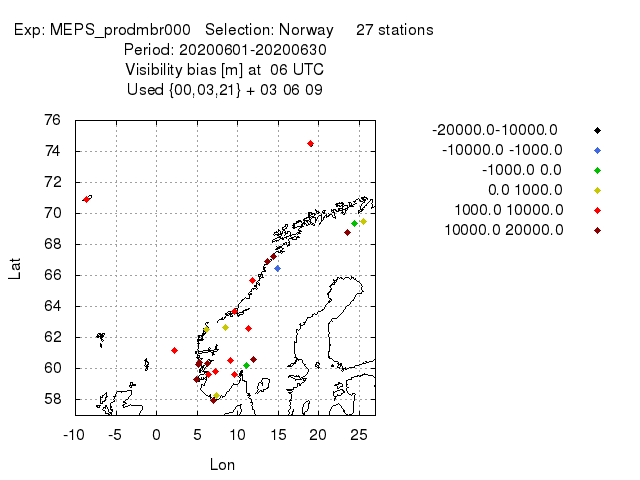 Exp: MEPS_prodmbr000   Selection: Norway     27 stations
Period: 20200601-20200630
Visibility bias [m] at  06 UTC
Used {00,03,21} + 03 06 09
-20000.0-10000.0
-10000.0 -1000.0
-1000.0 0.0
0.0 1000.0
1000.0 10000.0
10000.0 20000.0
76
74
72
70
68
66
64
62
60
58
Lat
-10 -5 0 5 10 15 20 25
Lon